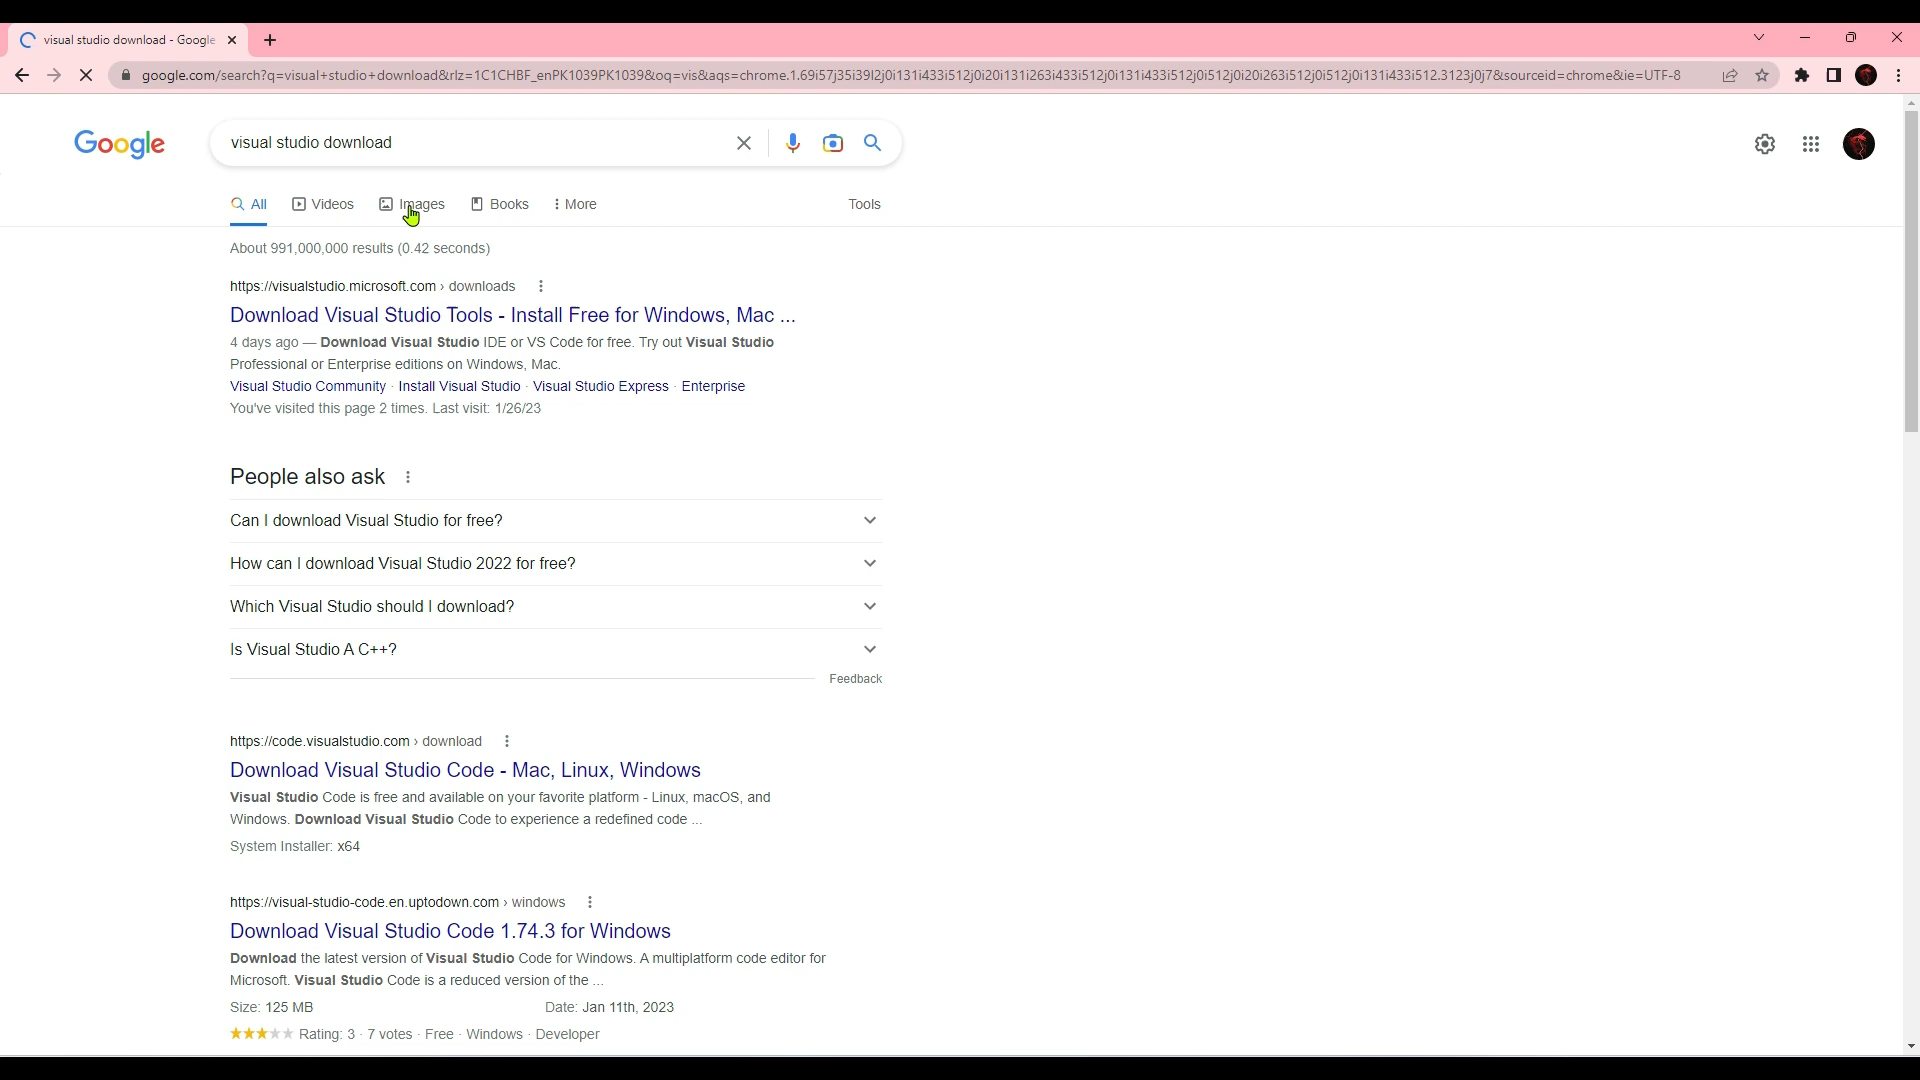 visual studio download - Google
google.com/search?q=visual+studio+download&rlz=1C1CHBF_enPK1039PK1039&oq=vis&aqs=chrome.1.69i57j35i39l2j0i131i433i512j0i20i131i263i433i512j0i131i433i512j0i512j0i20i263i512j0i512j0i131i433i512.3123j0j7&sourceid=chrome&ie=UTF-8
Google
visual studio download
All Videos Images Books More Tools
About 991,000,000 results (0.42 seconds)
https://visualstudio.microsoft.com › downloads
Download Visual Studio Tools - Install Free for Windows, Mac ...
4 days ago — Download Visual Studio IDE or VS Code for free. Try out Visual Studio
Professional or Enterprise editions on Windows, Mac.
Visual Studio Community · Install Visual Studio · Visual Studio Express · Enterprise
You've visited this page 2 times. Last visit: 1/26/23
People also ask
Can I download Visual Studio for free?
How can I download Visual Studio 2022 for free?
Which Visual Studio should I download?
Is Visual Studio A C++?
Feedback
https://code.visualstudio.com › download
Download Visual Studio Code - Mac, Linux, Windows
Visual Studio Code is free and available on your favorite platform - Linux, macOS, and
Windows. Download Visual Studio Code to experience a redefined code ...
System Installer: x64
https://visual-studio-code.en.uptodown.com › windows
Download Visual Studio Code 1.74.3 for Windows
Download the latest version of Visual Studio Code for Windows. A multiplatform code editor for
Microsoft. Visual Studio Code is a reduced version of the ...
Size: 125 MB Date: Jan 11th, 2023
Rating: 3 · 7 votes · Free · Windows · Developer